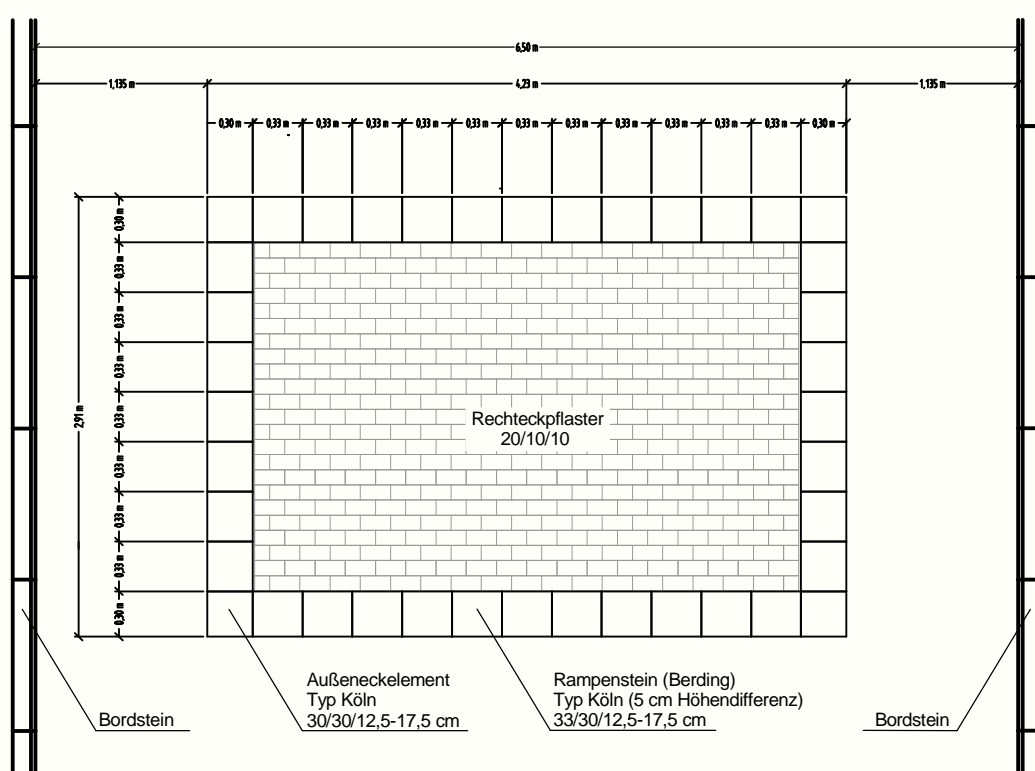 6,50 m
1,135 m
4,23 m
1,135 m
0,30 m
0,33 m
0,33 m
0,33 m
0,33 m
0,33 m
0,33 m
0,33 m
0,33 m
0,33 m
0,33 m
0,33 m
0,30 m
2,91 m
0,30 m
0,33 m
0,33 m
0,33 m
0,33 m
0,33 m
0,33 m
0,33 m
0,30 m
Rechteckpflaster
20/10/10
Bordstein
Außeneckelement
Typ Köln
30/30/12,5-17,5 cm
Rampenstein (Berding)
Typ Köln (5 cm Höhendifferenz)
33/30/12,5-17,5 cm
Bordstein